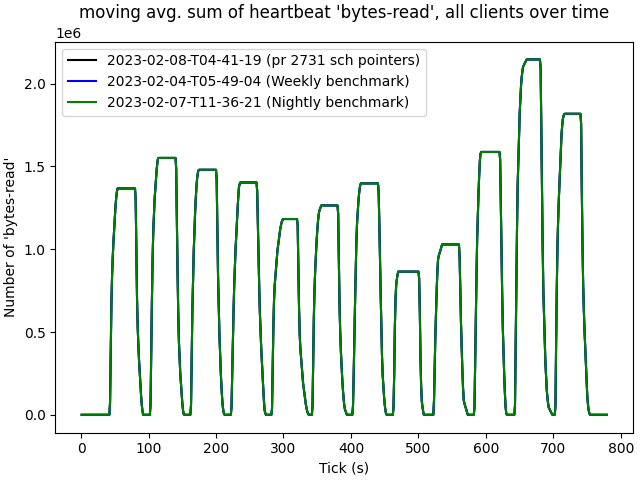 moving avg. sum of heartbeat 'bytes-read', all clients over time
1e6
2023-02-08-T04-41-19 (pr 2731 sch pointers)
2023-02-04-T05-49-04 (Weekly benchmark)
2023-02-07-T11-36-21 (Nightly benchmark)
Number of 'bytes-read'
2.0
1.5
1.0
0.5
0.0
0 100 200 300 400 500 600 700 800
Tick (s)